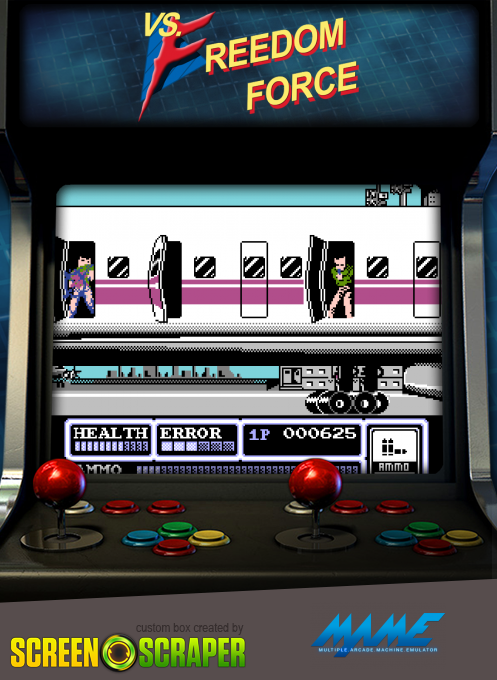 VS. FREEDOM
FORCE
HEALTH ERROR 1P 000625
AMMO AMMO
custom box created by
SCREEN SCRAPER
MAME
MULTIPLE ARCADE MACHINE EMULATOR